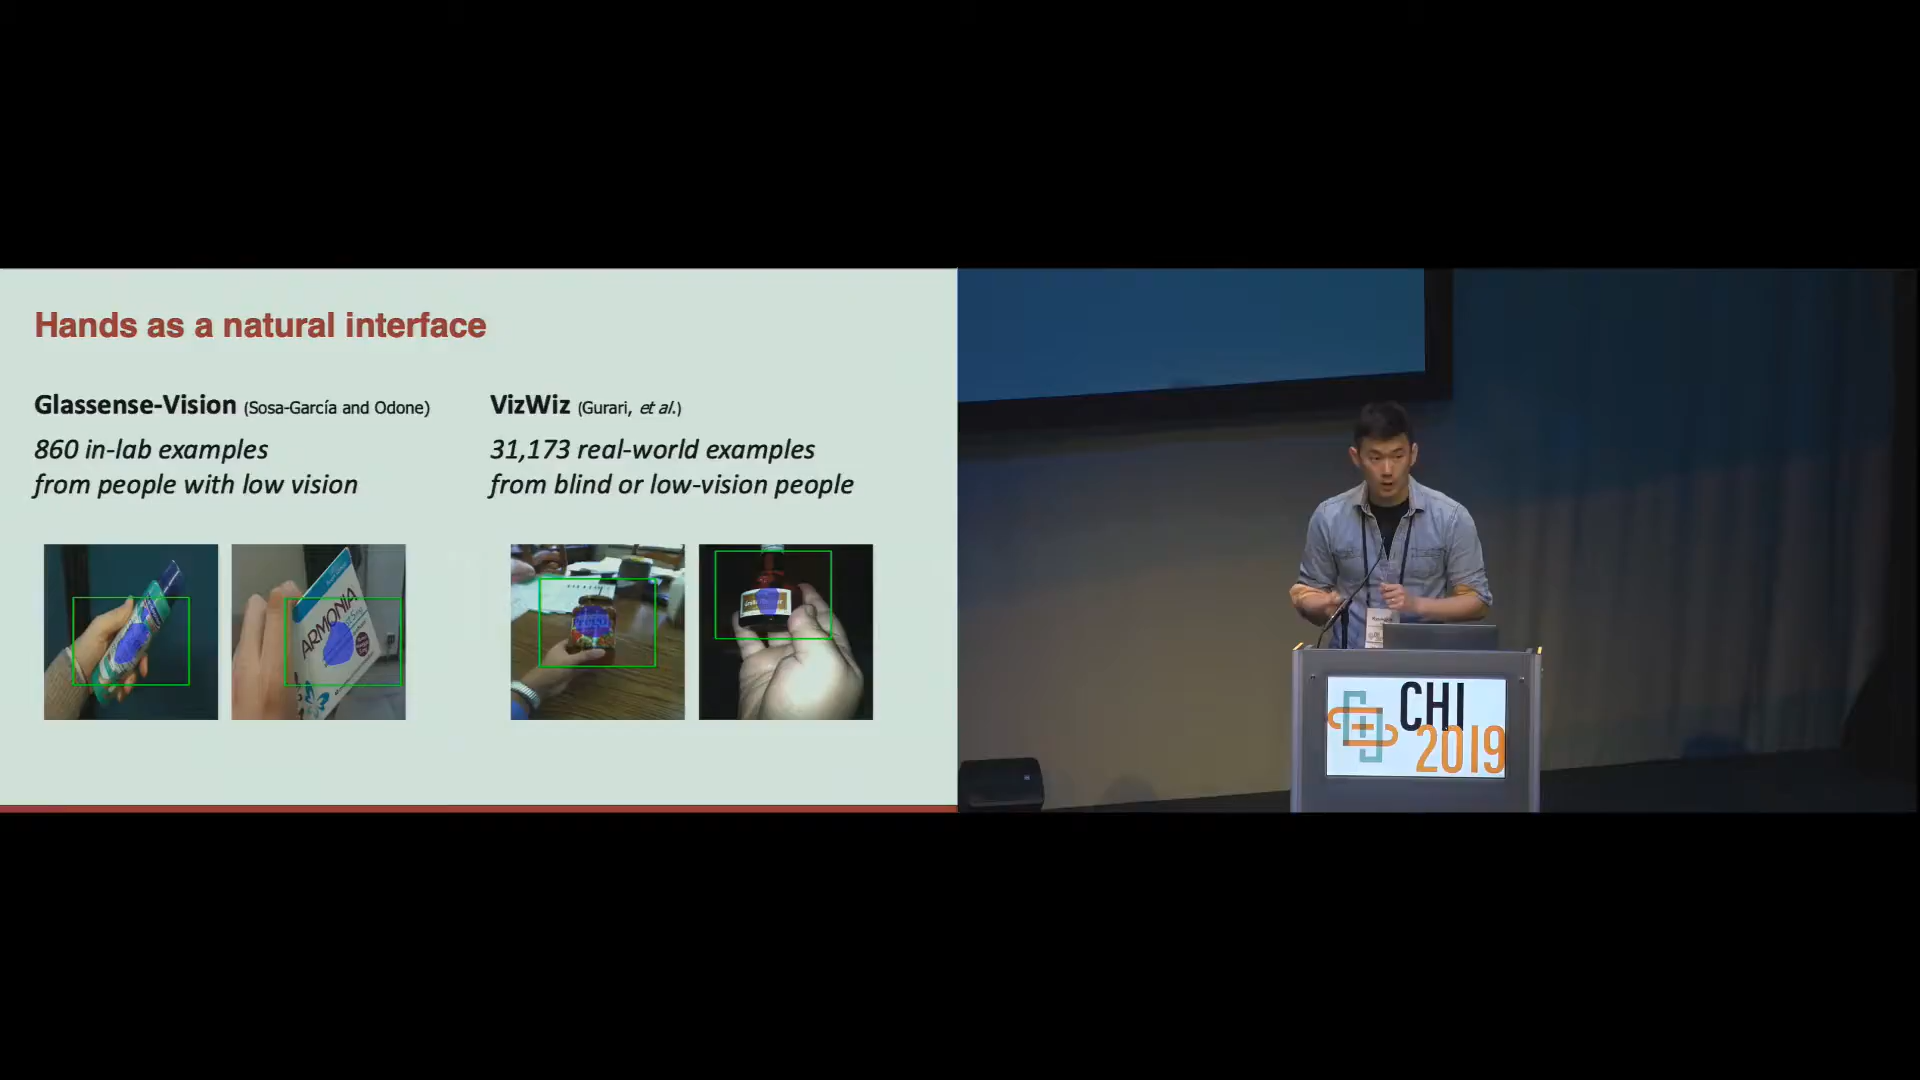 Hands as a natural interface
Glassense-Vision (Sosa-García and Odone)
860 in-lab examples
from people with low vision
VizWiz (Gurari, et al.)
31,173 real-world examples
from blind or low-vision people
ARMONIA
Prego
CHI
2019